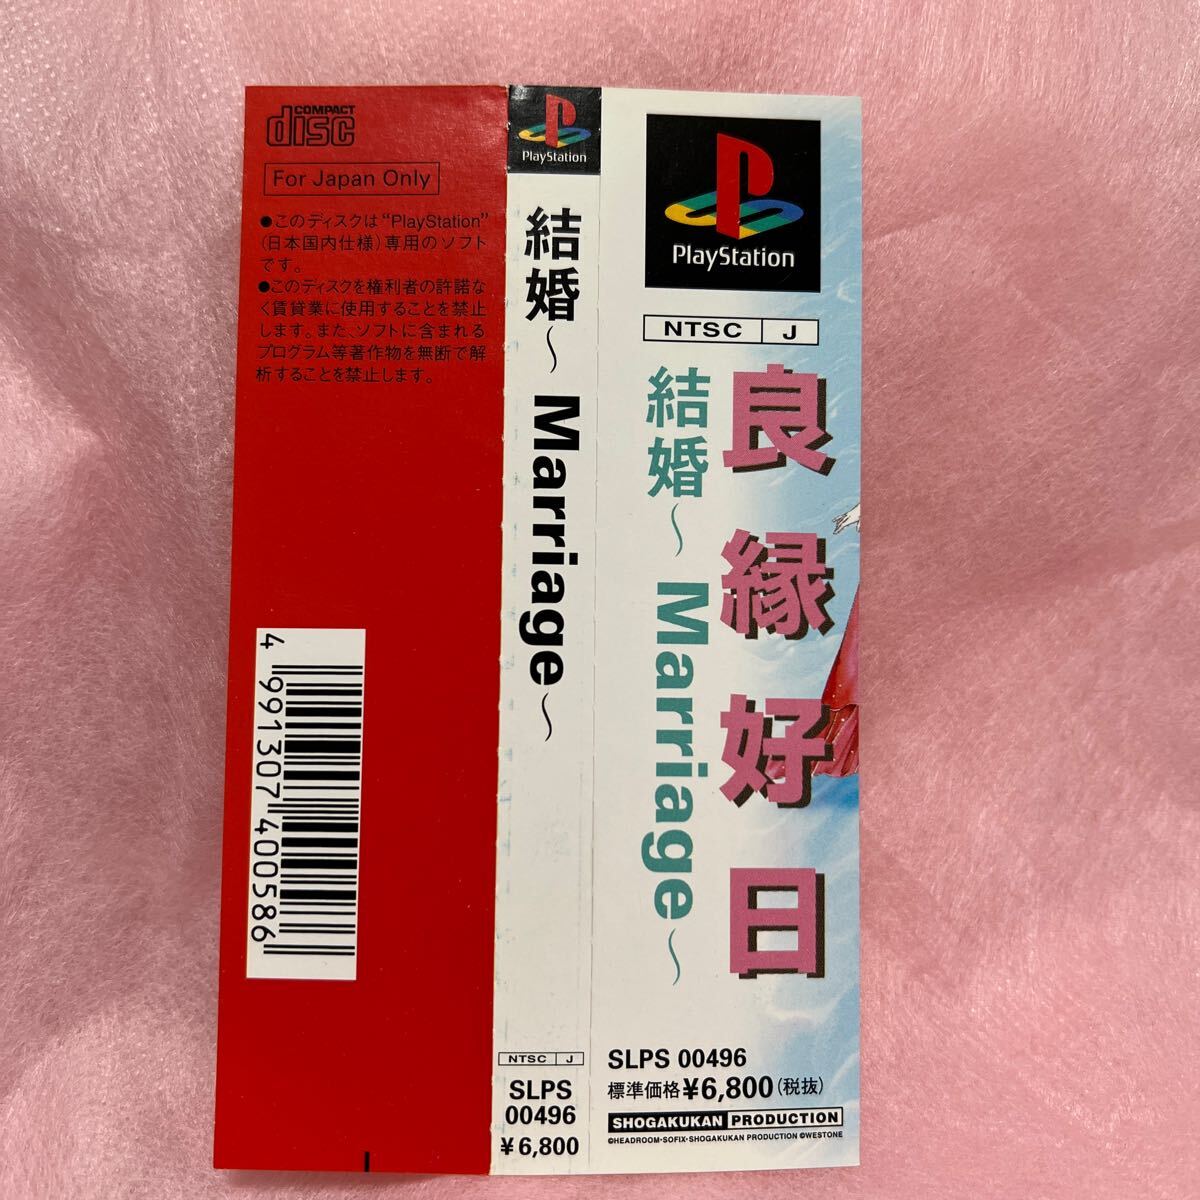 COMPACT
disc
For Japan Only
●このディスクは“PlayStation”
(日本国内仕様)専用のソフト
です。
●このディスクを権利者の許諾な
く賃貸業に使用することを禁止
します。また、ソフトに含まれる
プログラム等著作物を無断で解
析することを禁止します。
4 991307 400586
PlayStation
結婚〜 Marriage〜
NTSC J
SLPS
00496
¥6,800
PlayStation
NTSC J
良縁好日
結婚〜 Marriage〜
SLPS 00496
標準価格¥6,800(税抜)
SHOGAKUKAN PRODUCTION
©HEADROOM・SOFIX・SHOGAKUKAN PRODUCTION ©WESTONE